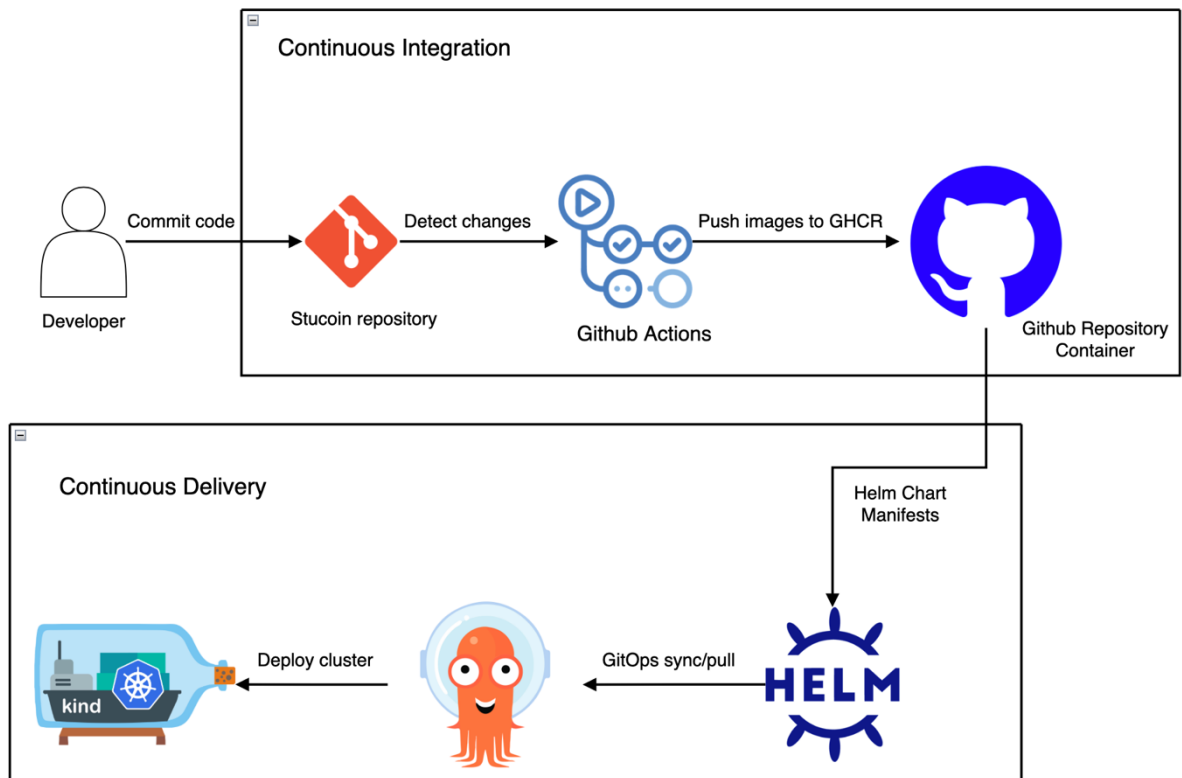 Continuous Integration
Commit code
Detect changes
Push images to GHCR
Developer
Stucoin repository
Github Actions
Github Repository
Container
Continuous Delivery
Helm Chart
Manifests
Deploy cluster
GitOps sync/pull
HELM
kind